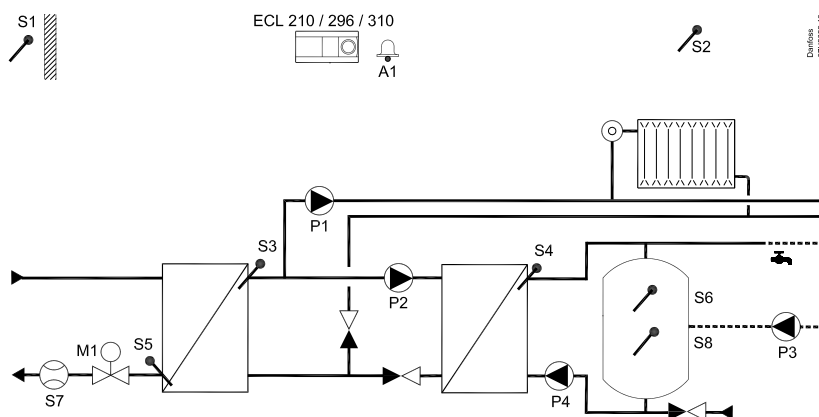 S1
ECL 210 / 296 / 310
A1
S2
Danfoss
P1
S3
P2
S4
S6
S8
P3
M1
S5
S7
P4